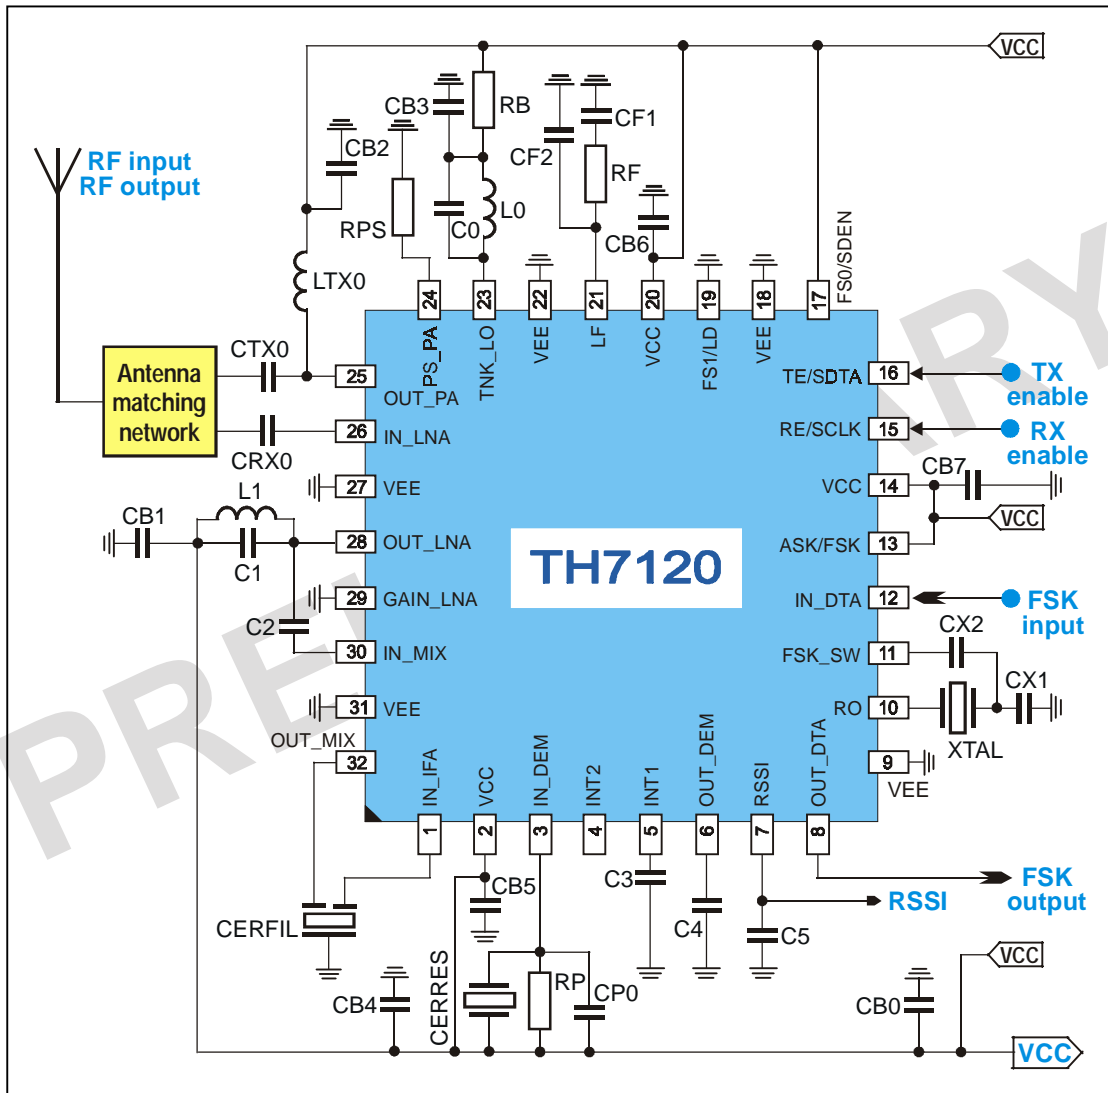 VCC
CB3
RB
CF1
CB2
CF2
RF
RF input
RF output
RPS
C0
L0
CB6
FS0/SDEN
LTX0
24
23
22
21
20
19
18
17
PS_PA
TNK_LO
VEE
LF
VCC
FS1/LD
VEE
CTX0
Antenna
matching
network
25
OUT_PA
26
IN_LNA
CRX0
27
VEE
L1
CB1
28
OUT_LNA
C1
29
GAIN_LNA
C2
30
IN_MIX
31
VEE
OUT_MIX
32
TH7120
TE/SDTA
16
TX
enable
RE/SCLK
15
RX
enable
CB7
VCC
14
VCC
ASK/FSK
13
IN_DTA
12
FSK
input
CX2
FSK_SW
11
CX1
RO
10
XTAL
9
VEE
IN_IFA
VCC
IN_DEM
INT2
INT1
OUT_DEM
RSSI
OUT_DTA
1
2
3
4
5
6
7
8
CB5
C3
FSK
output
RSSI
CERFIL
C4
C5
CERRES
RP
VCC
CB4
CP0
CB0
VCC
PRELI
ARY